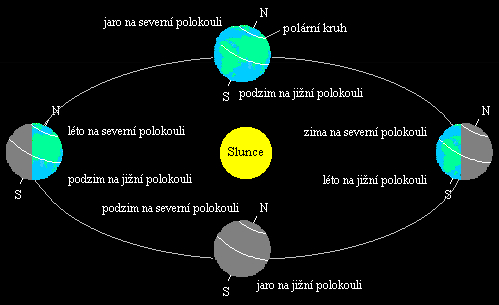 N
jaro na severní polokouli
polární kruh
S
podzim na jižní polokouli
N
léto na severní polokouli
podzim na jižní polokouli
S
Slunce
N
zima na severní polokouli
léto na jižní polokouli
S
podzim na severní polokouli
N
S
jaro na jižní polokouli